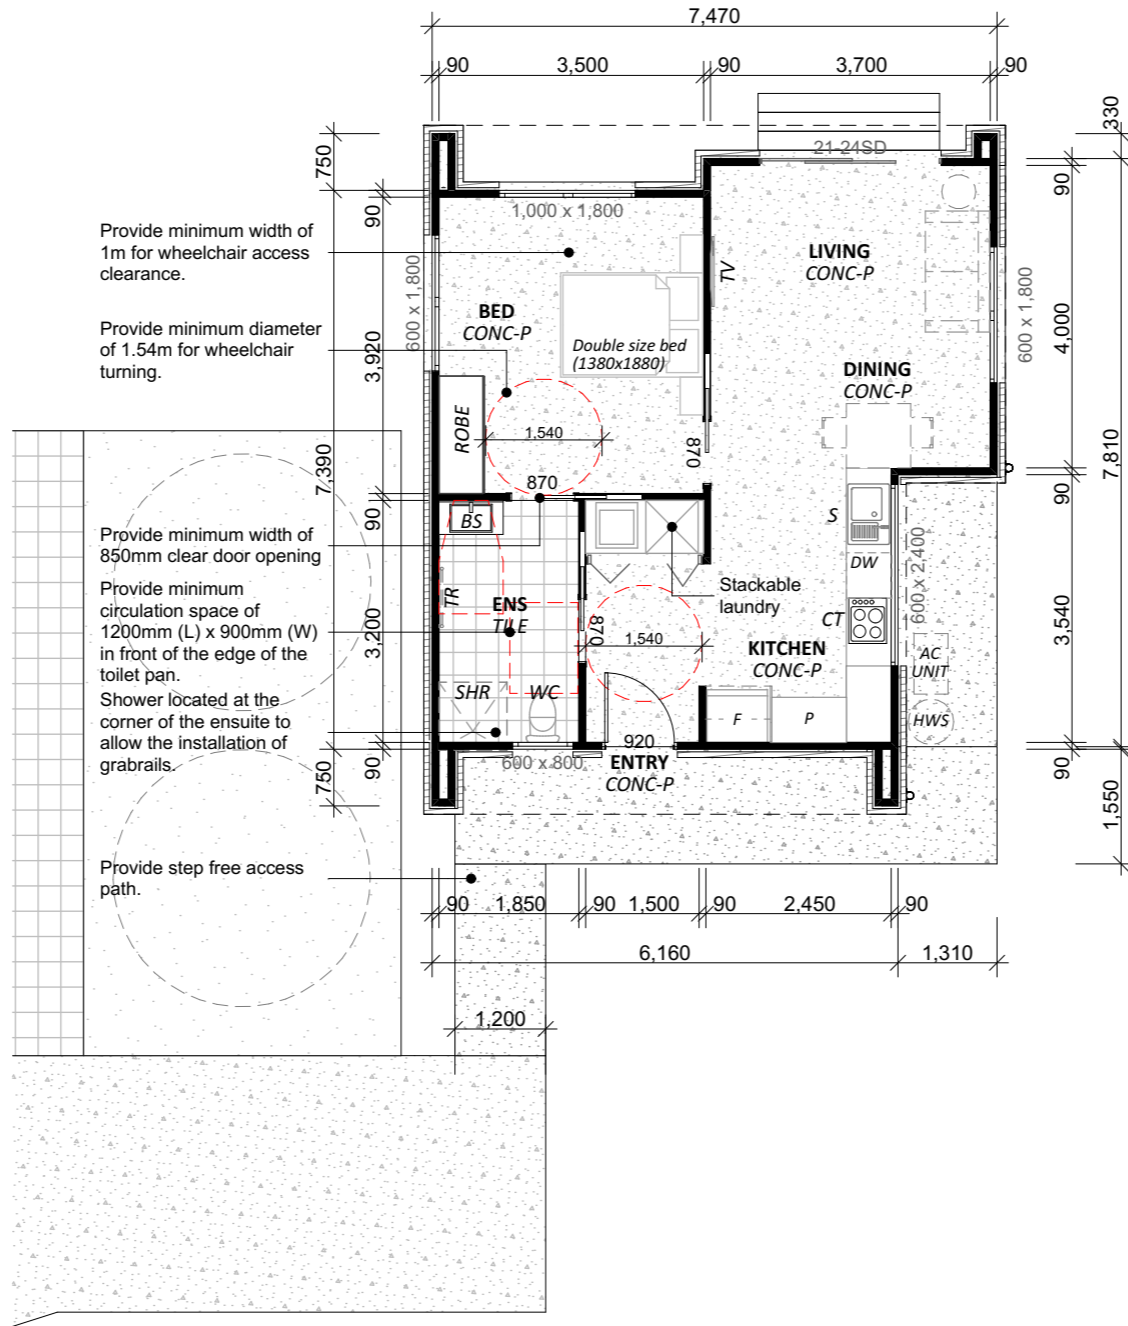 7,470
90
3,500
90
3,700
90
330
750
90
21-24SD
90
1,000 x 1,800
Provide minimum width of
1m for wheelchair access
clearance.
600 x 1,800
TV
LIVING
CONC-P
600 x 1,800
4,000
BED
CONC-P
Provide minimum diameter
of 1.54m for wheelchair
turning.
3,920
Double size bed
(1380x1880)
DINING
CONC-P
7,810
ROBE
1,540
870
7,390
870
90
90
BS
S
Provide minimum width of
850mm clear door opening
DW
600 x 2,400
Provide minimum
circulation space of
1200mm (L) x 900mm (W)
in front of the edge of the
toilet pan.
TR
ENS
TILE
Stackable
laundry
CT
3,200
870
1,540
KITCHEN
CONC-P
3,540
AC
UNIT
Shower located at the
corner of the ensuite to
allow the installation of
grabrails.
SHR
WC
F
P
HWS
920
750
90
600 x 800
ENTRY
CONC-P
90
1,550
Provide step free access
path.
90
1,850
90
1,500
90
2,450
90
6,160
1,310
1,200